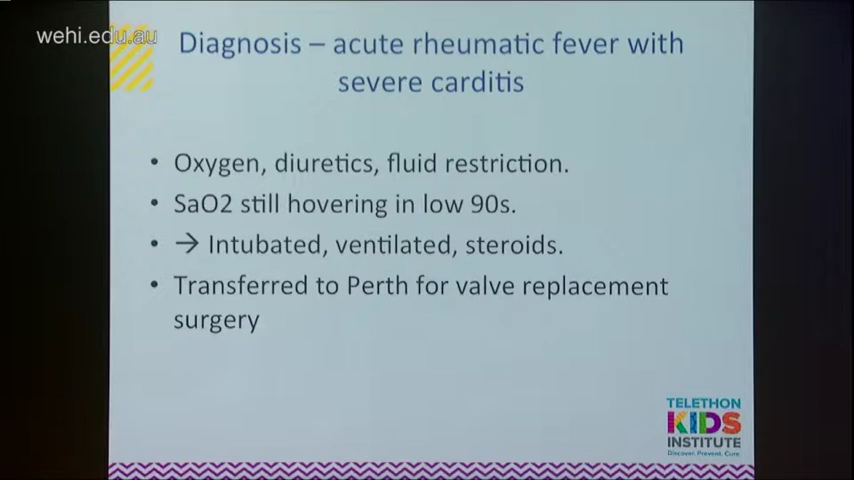 wehi.edu.au
Diagnosis – acute rheumatic fever with
severe carditis
• Oxygen, diuretics, fluid restriction.
• SaO2 still hovering in low 90s.
• → Intubated, ventilated, steroids.
• Transferred to Perth for valve replacement
surgery
TELETHON
KIDS
INSTITUTE
Discover. Prevent. Cure.